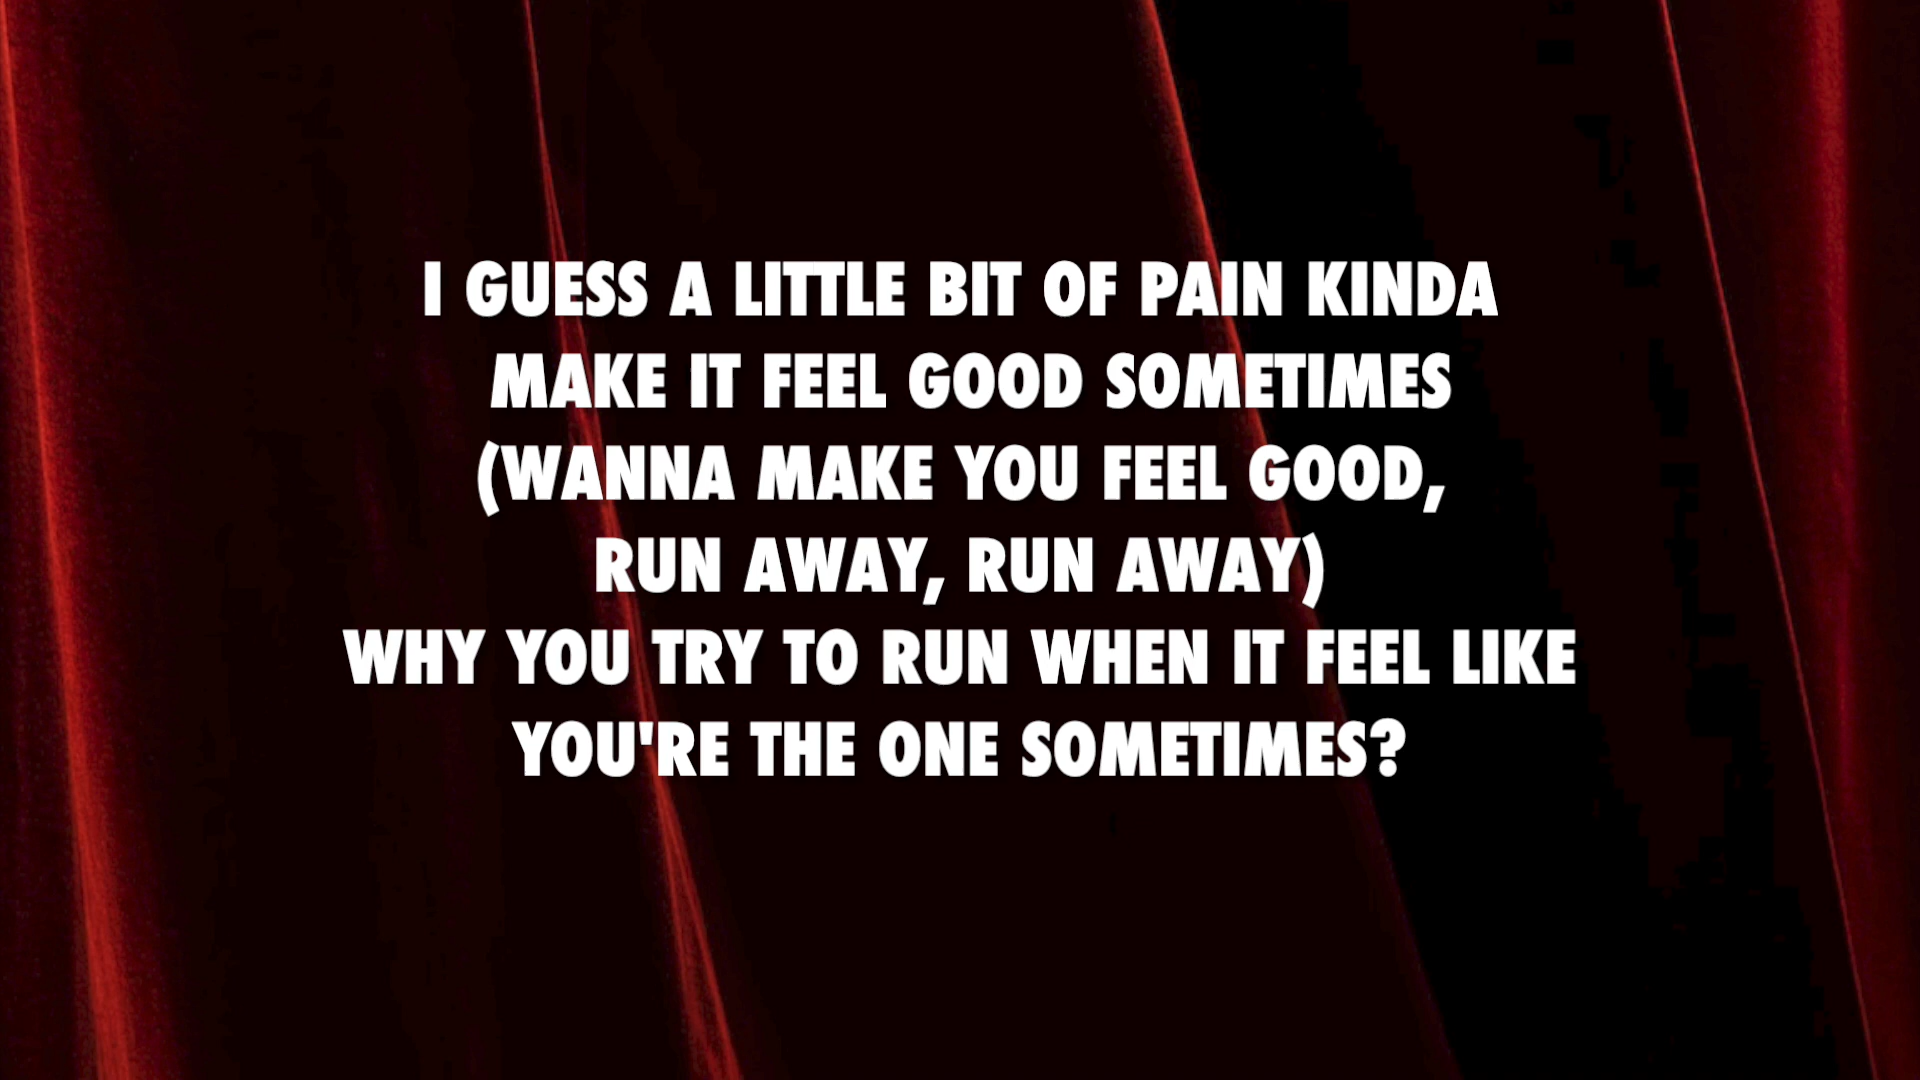 I GUESS A LITTLE BIT OF PAIN KINDA
MAKE IT FEEL GOOD SOMETIMES
(WANNA MAKE YOU FEEL GOOD,
RUN AWAY, RUN AWAY)
WHY YOU TRY TO RUN WHEN IT FEEL LIKE
YOU'RE THE ONE SOMETIMES?